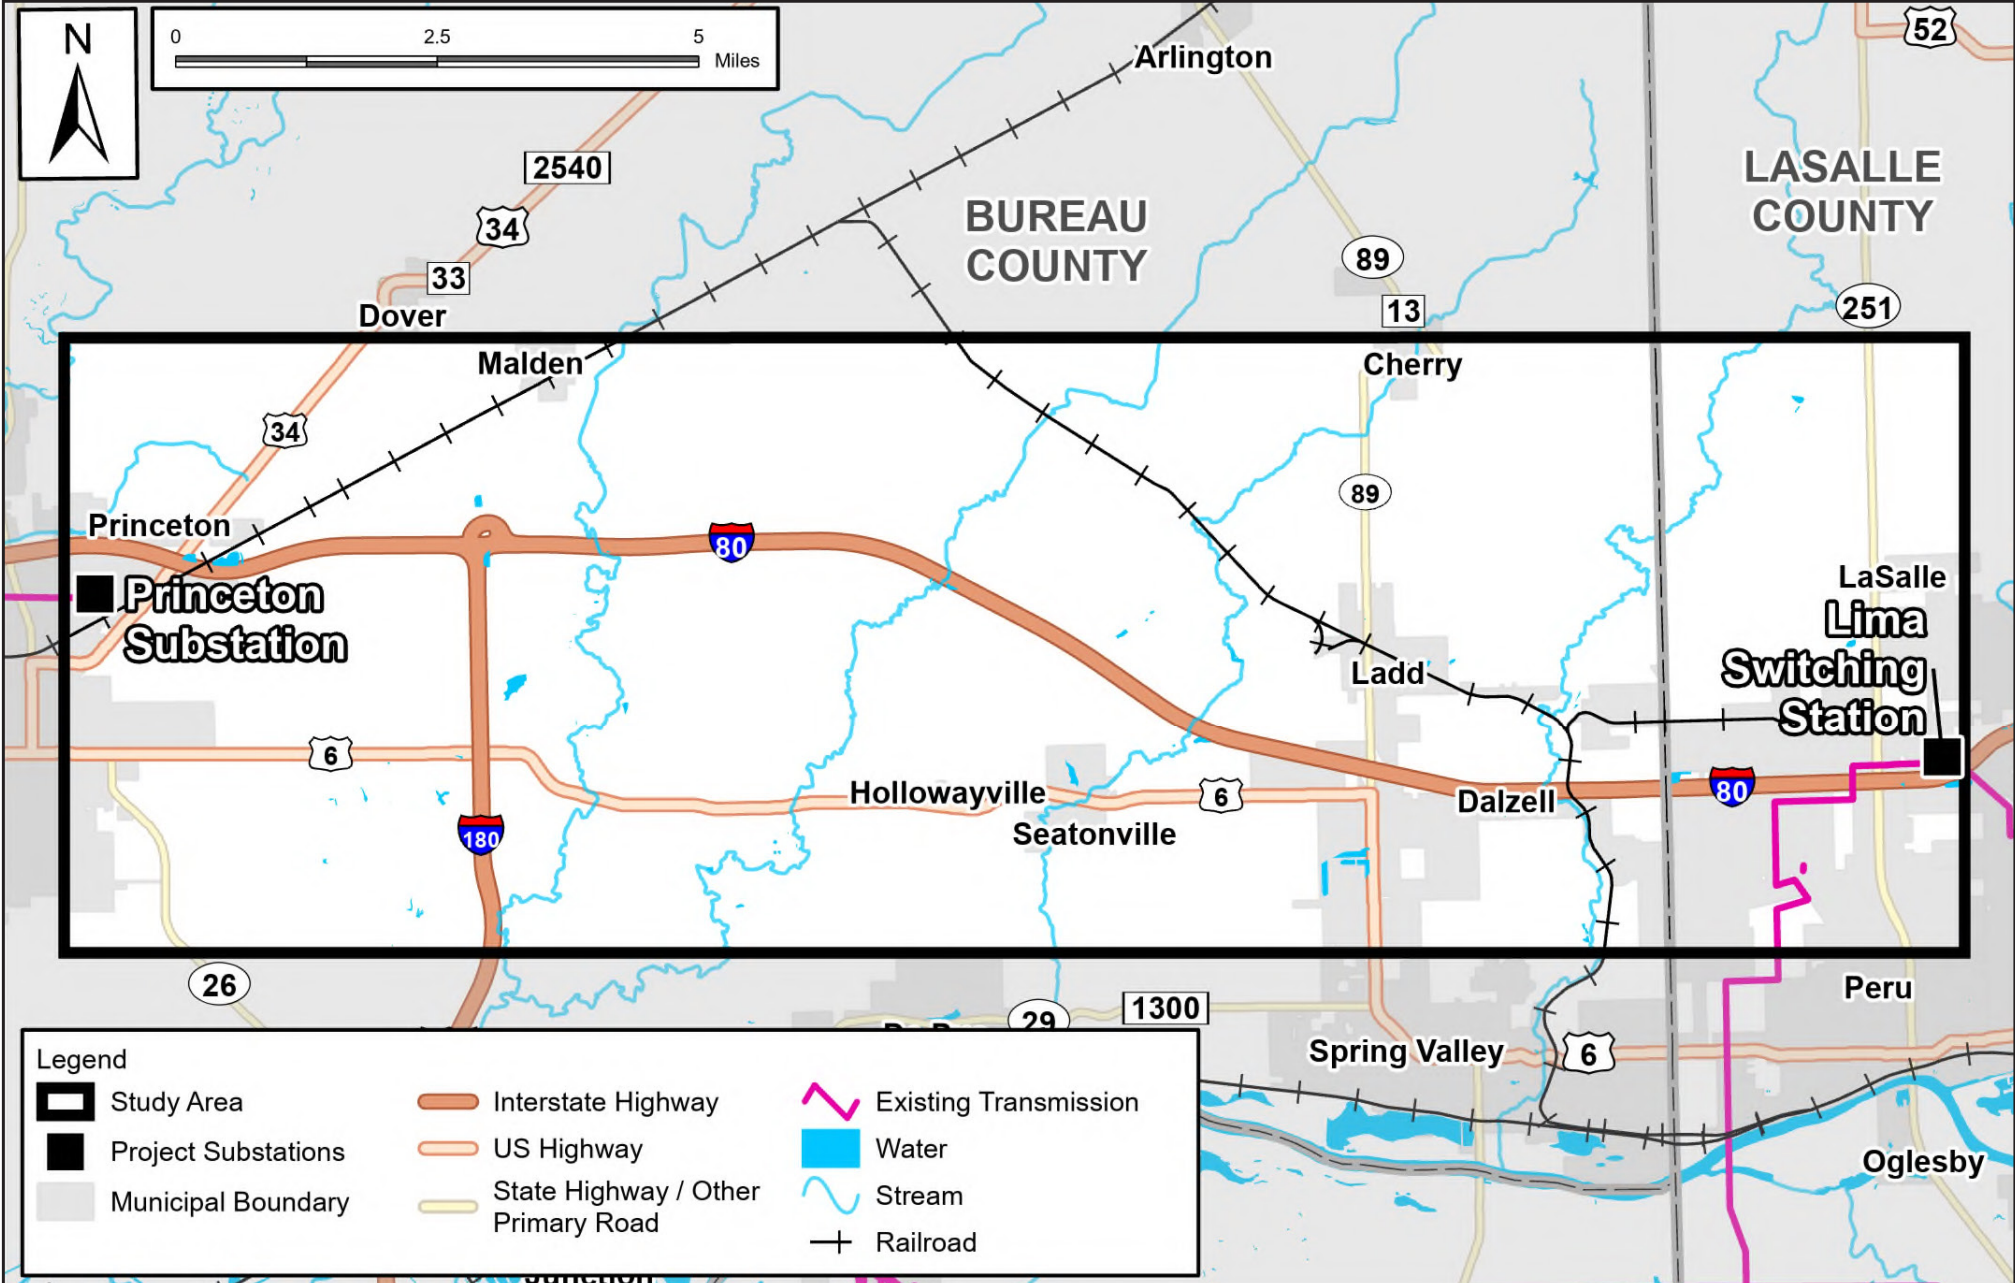 N
0 2.5 5
Miles
52
Arlington
2540
34
33
Dover
BUREAU
COUNTY
LASALLE
COUNTY
89
13
251
Malden
Cherry
34
89
Princeton
80
Princeton
Substation
LaSalle
Lima
Switching
Station
Ladd
6
Hollowayville
6
Dalzell
80
Seatonville
180
26
Peru
29
1300
Spring Valley
6
Oglesby
Legend
Study Area
Project Substations
Municipal Boundary
Interstate Highway
US Highway
State Highway / Other
Primary Road
Existing Transmission
Water
Stream
Railroad